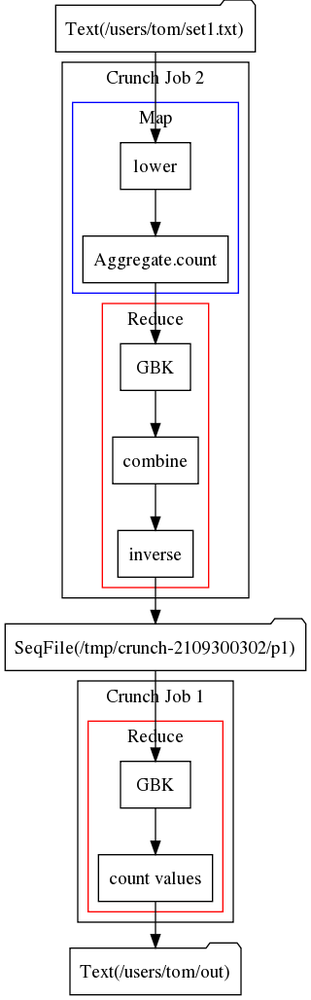 Text(/users/tom/set1.txt)
Crunch Job 2
Map
lower
Aggregate.count
Reduce
GBK
combine
inverse
SeqFile(/tmp/crunch-2109300302/p1)
Crunch Job 1
Reduce
GBK
count values
Text(/users/tom/out)